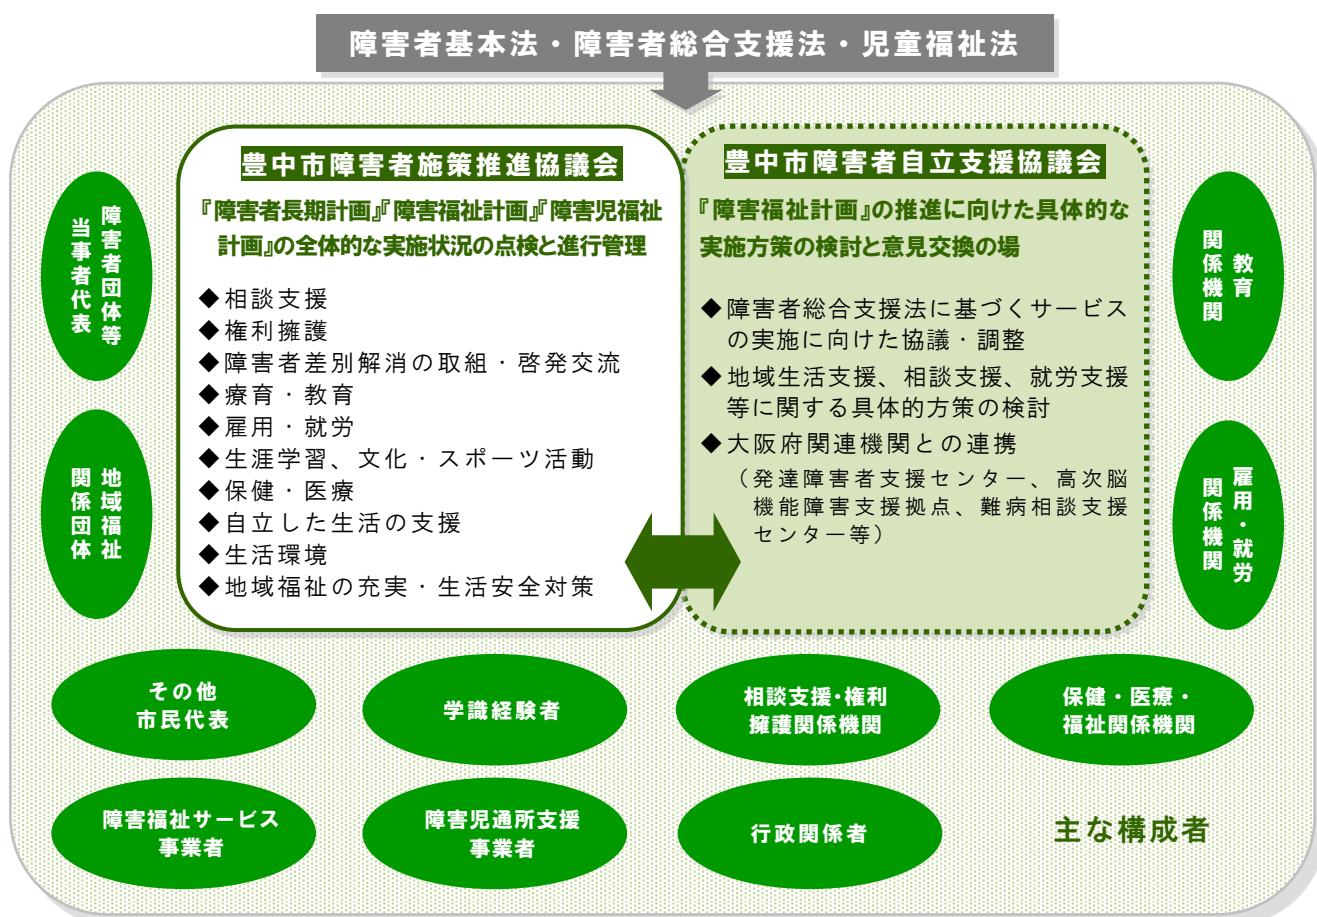 障害者基本法・障害者総合支援法・児童福祉法
豊中市障害者施策推進協議会
『障害者長期計画』『障害福祉計画』『障害児福祉
計画』の全体的な実施状況の点検と進行管理
◆相談支援
◆権利擁護
◆障害者差別解消の取組・啓発交流
◆療育・教育
◆雇用・就労
◆生涯学習、文化・スポーツ活動
◆保健・医療
◆自立した生活の支援
◆生活環境
◆地域福祉の充実・生活安全対策
豊中市障害者自立支援協議会
『障害福祉計画』の推進に向けた具体的な
実施方策の検討と意見交換の場
◆障害者総合支援法に基づくサービス
の実施に向けた協議・調整
◆地域生活支援、相談支援、就労支援
等に関する具体的方策の検討
◆大阪府関連機関との連携
（発達障害者支援センター、高次脳
機能障害支援拠点、難病相談支援
センター等）
障害者団体等
当事者代表
地域福祉
関係団体
教育
関係機関
雇用・就労
関係機関
その他
市民代表
学識経験者
相談支援・権利
擁護関係機関
保健・医療・
福祉関係機関
障害福祉サービス
事業者
障害児通所支援
事業者
行政関係者
主な構成者